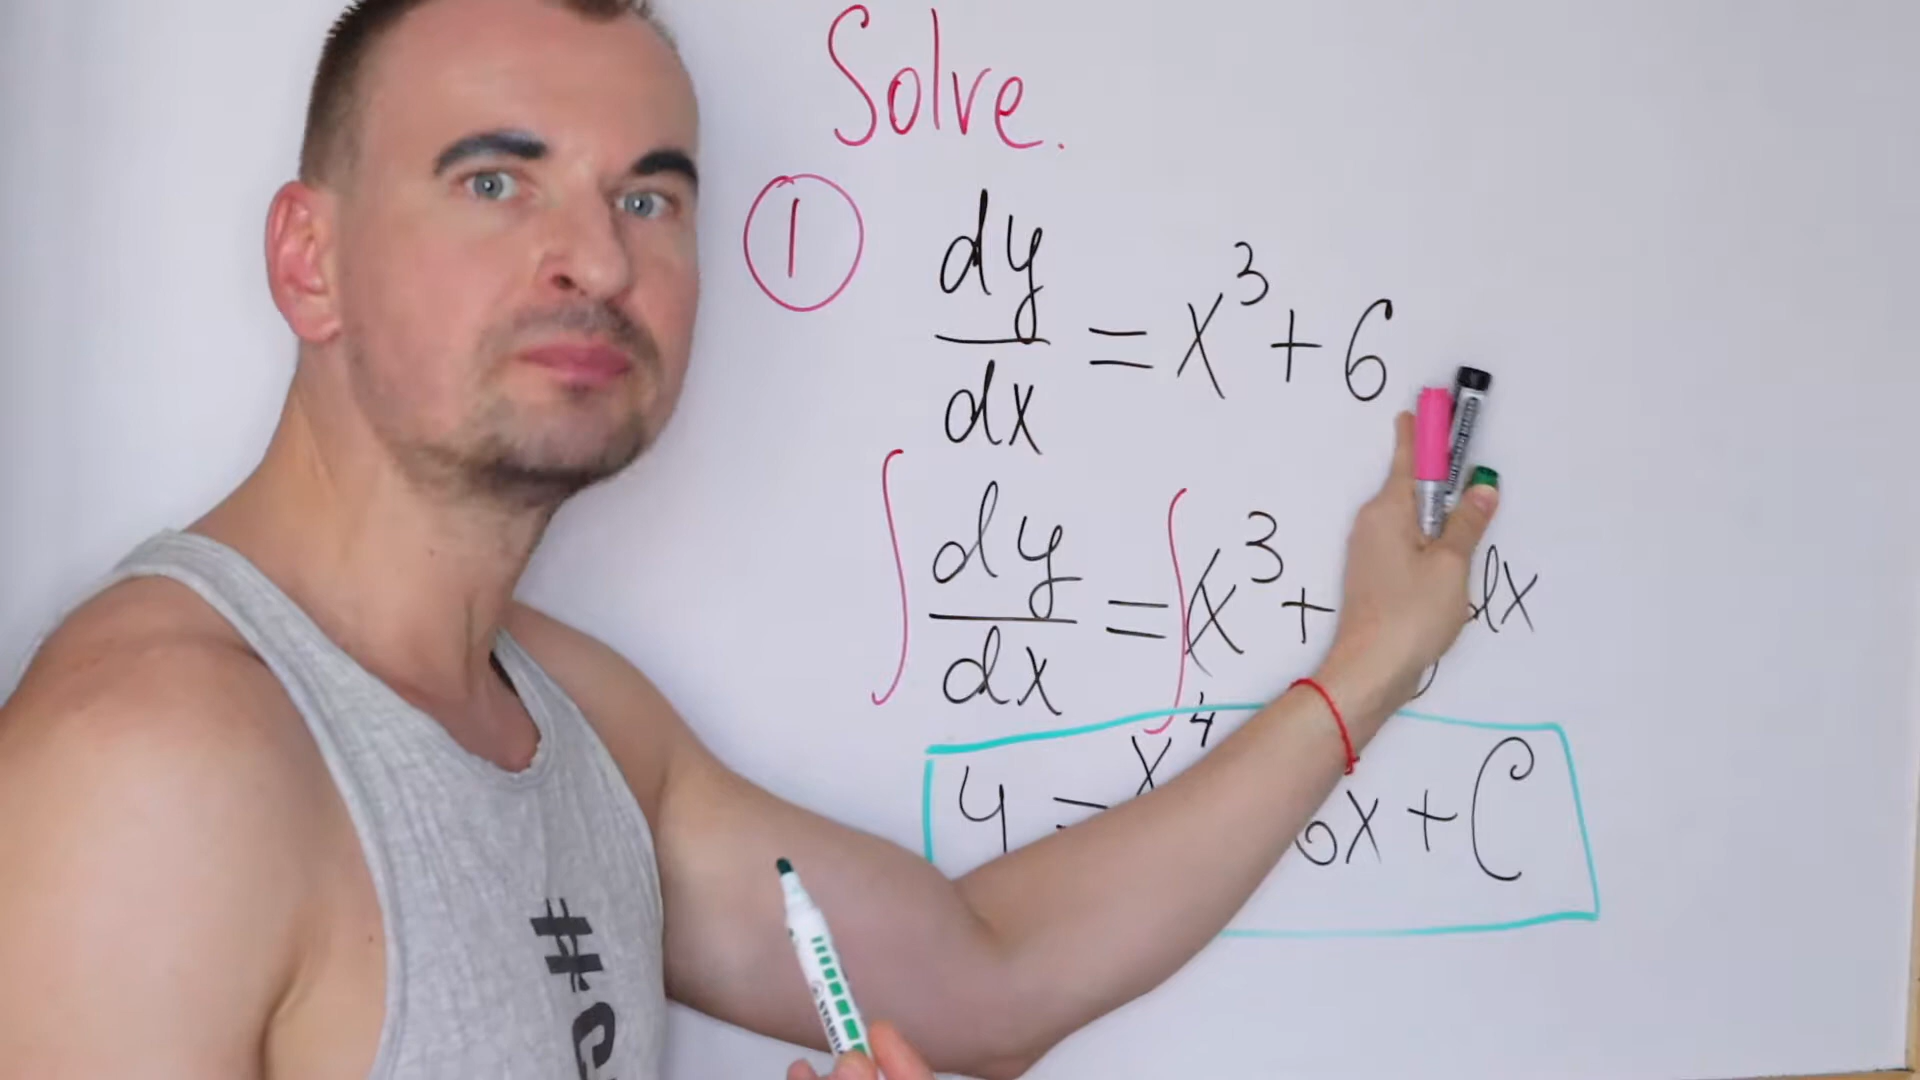 Solve.
① dy/dx = x³ + 6
∫ dy/dx = ∫(x³ + dx
y = x⁴ 6x + C
#C